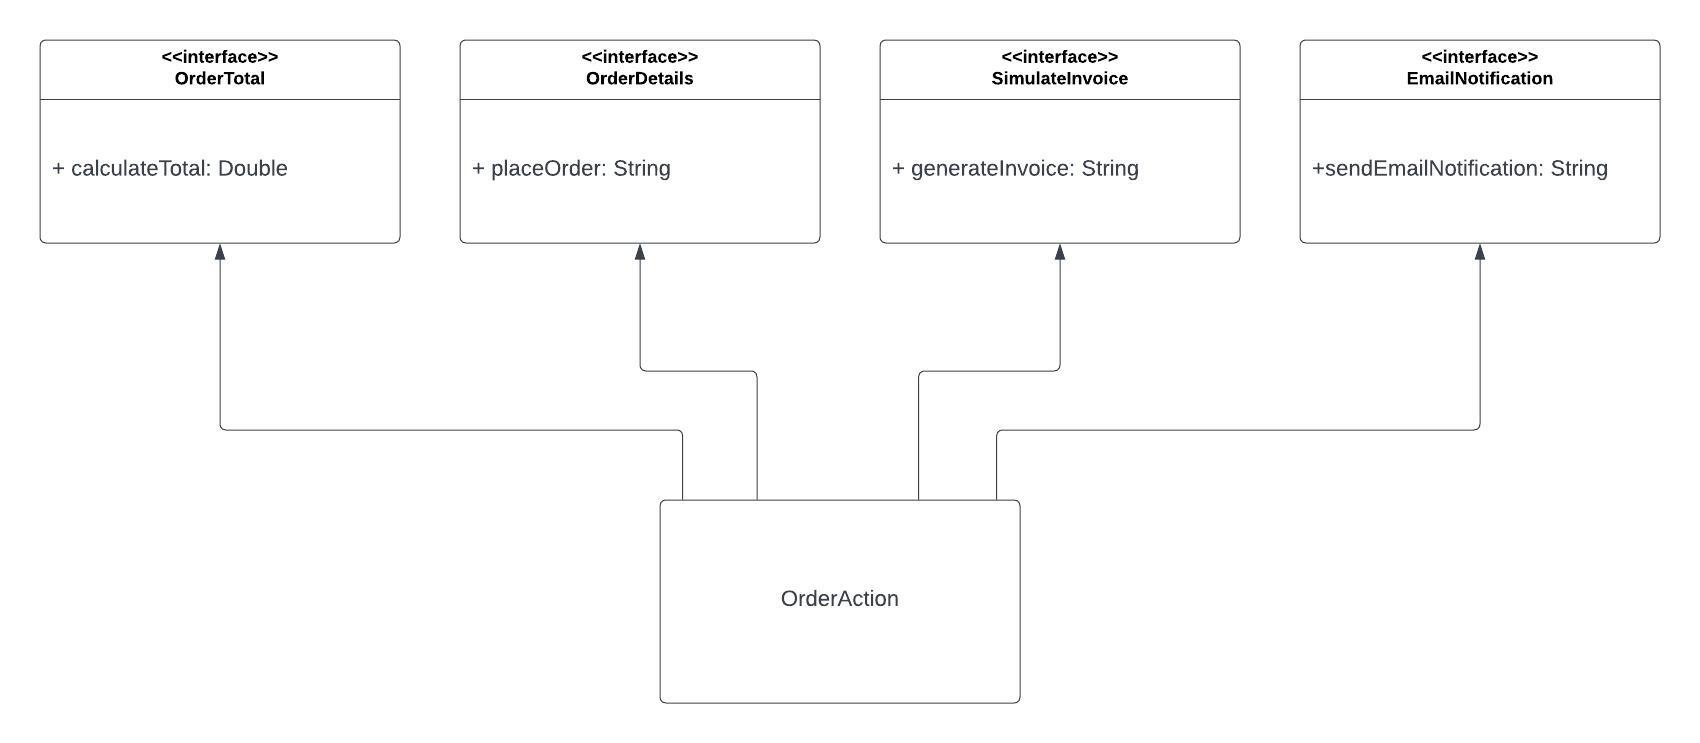 <<interface>>
OrderTotal
+ calculateTotal: Double
<<interface>>
OrderDetails
+ placeOrder: String
<<interface>>
SimulateInvoice
+ generateInvoice: String
<<interface>>
EmailNotification
+sendEmailNotification: String
OrderAction